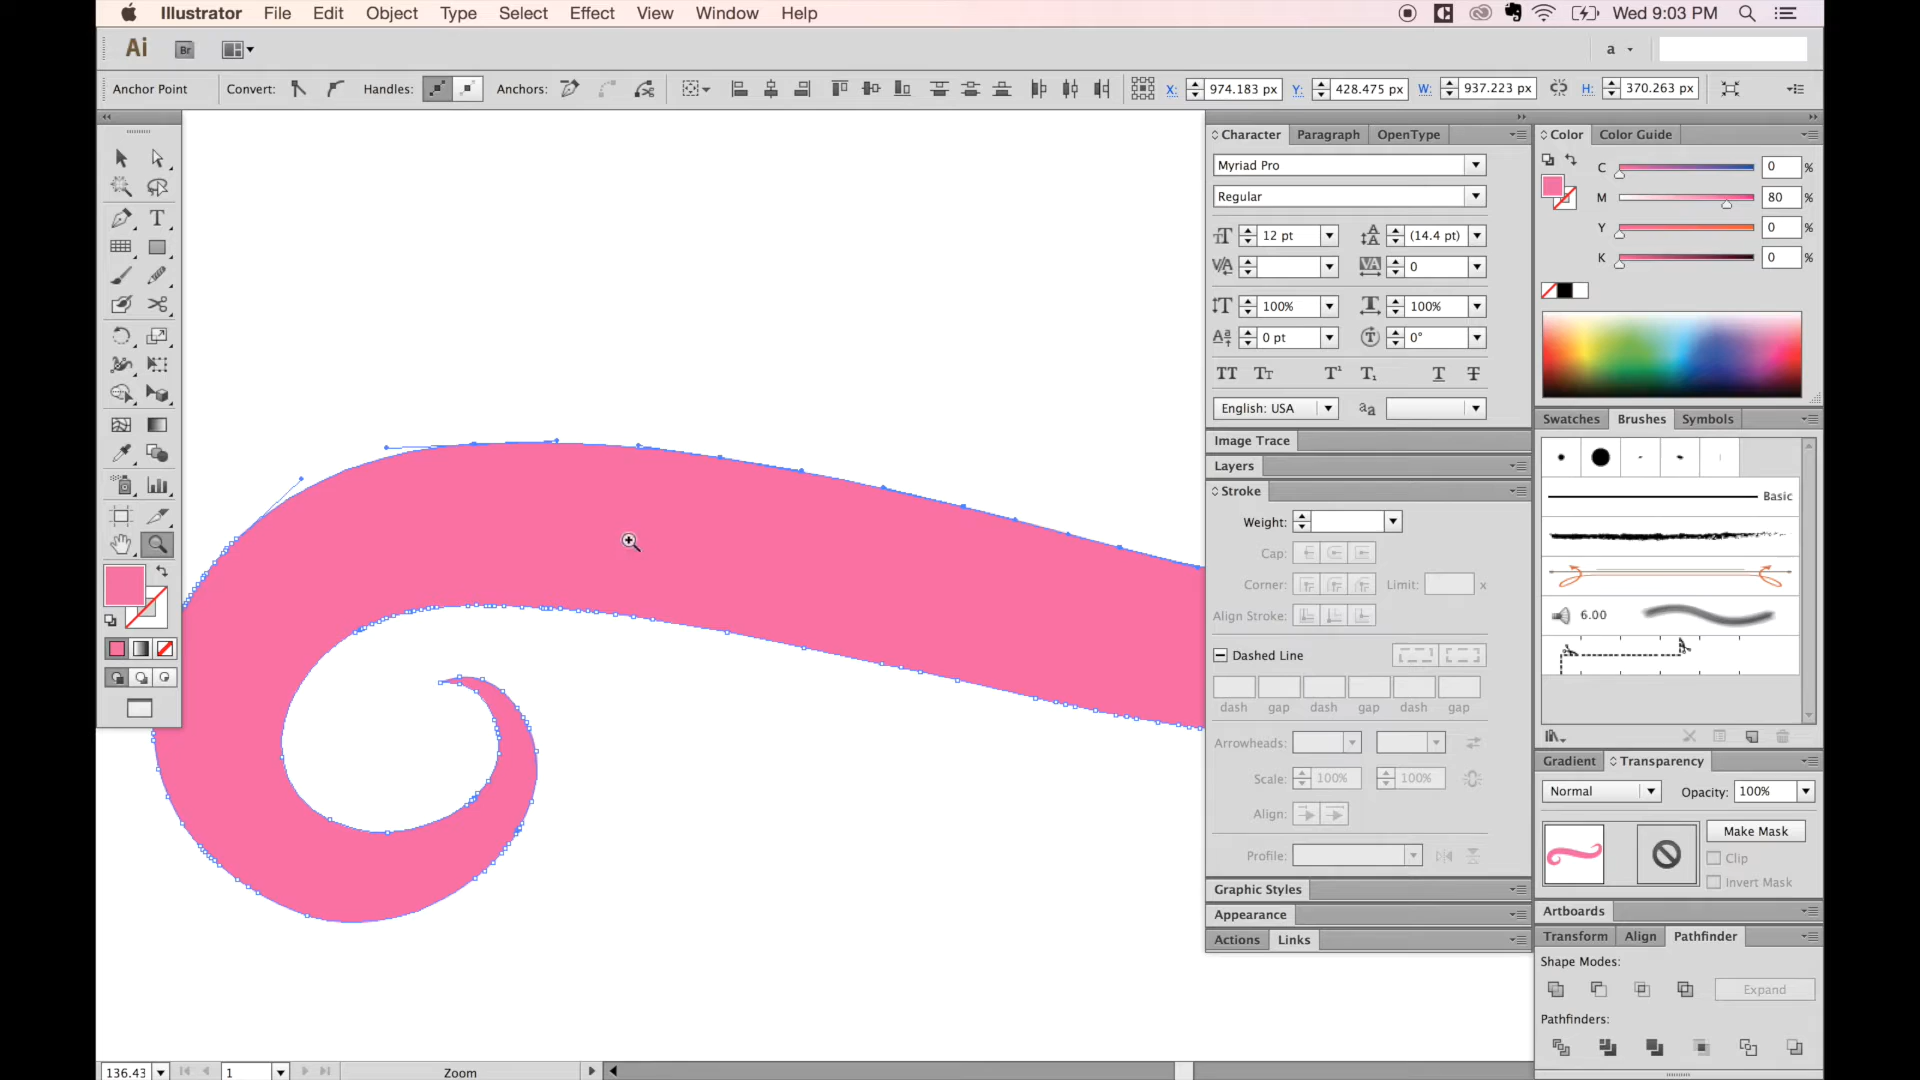 Illustrator File Edit Object Type Select Effect View Window Help Wed 9:03 PM
Ai Br a
Anchor Point Convert: Handles: Anchors: X: 974.183 px Y: 428.475 px W: 937.223 px H: 370.263 px
Character Paragraph OpenType
Myriad Pro
Regular
12 pt (14.4 pt)
0
100% 100%
0 pt 0°
TT Tt T¹ T₁ T T
English: USA aa
Image Trace
Layers
Stroke
Weight:
Cap:
Corner: Limit: x
Align Stroke:
Dashed Line
dash gap dash gap dash gap
Arrowheads:
Scale: 100% 100%
Align:
Profile:
Graphic Styles
Appearance
Actions Links
Color Color Guide
C 0 %
M 80 %
Y 0 %
K 0 %
Swatches Brushes Symbols
Basic
6.00
Gradient Transparency
Normal Opacity: 100%
Make Mask
Clip
Invert Mask
Artboards
Transform Align Pathfinder
Shape Modes:
Expand
Pathfinders:
136.43 1 Zoom